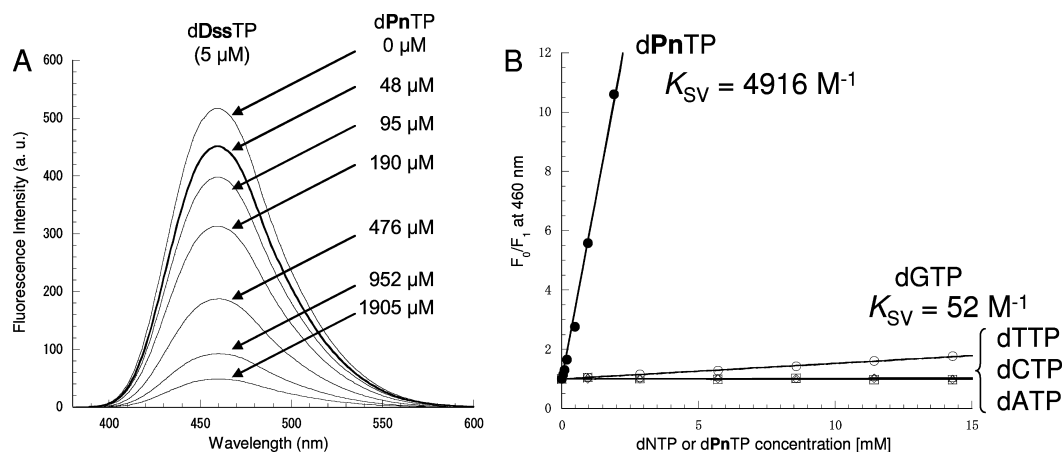 A
dDssTP
(5 µM)
dPnTP
0 µM
48 µM
95 µM
190 µM
476 µM
952 µM
1905 µM
Fluorescence Intensity (a. u.)
600
500
400
300
200
100
0
400
450
500
550
600
Wavelength (nm)
B
dPnTP
KSV = 4916 M-1
dGTP
KSV = 52 M-1
dTTP
dCTP
dATP
F0/F1 at 460 nm
12
10
8
6
4
2
0
0
5
10
15
dNTP or dPnTP concentration [mM]